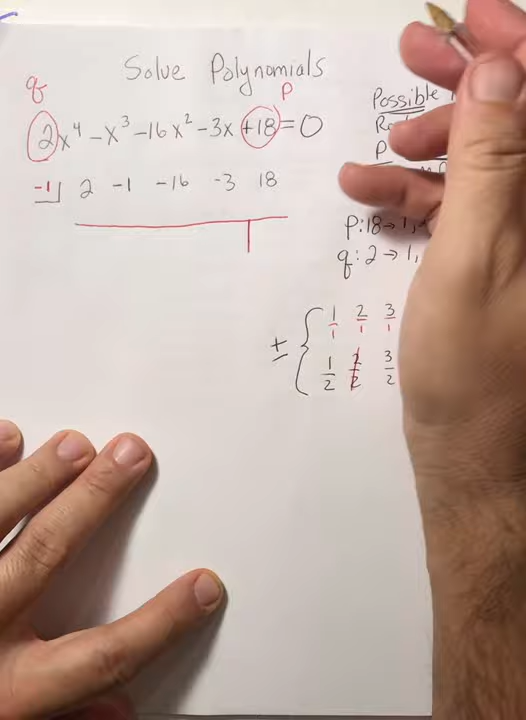 Solve Polynomials
q
p
2x⁴ - x³ - 16x² - 3x + 18 = 0
-1 2 -1 -16 -3 18
Possible
P
P: 18 → 1,
q: 2 → 1,
± { 1/1 2/1 3/1
1/2 2/2 3/2